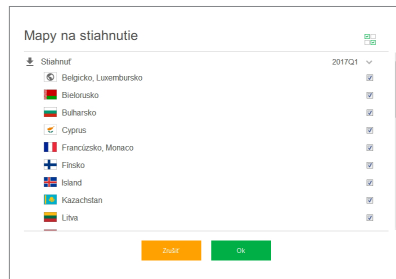 Mapy na stiahnutie
Stiahnuť 2017Q1
Belgicko, Luxembursko
Bielorusko
Bulharsko
Cyprus
Francúzsko, Monaco
Fínsko
Island
Kazachstan
Litva
Zrušiť Ok